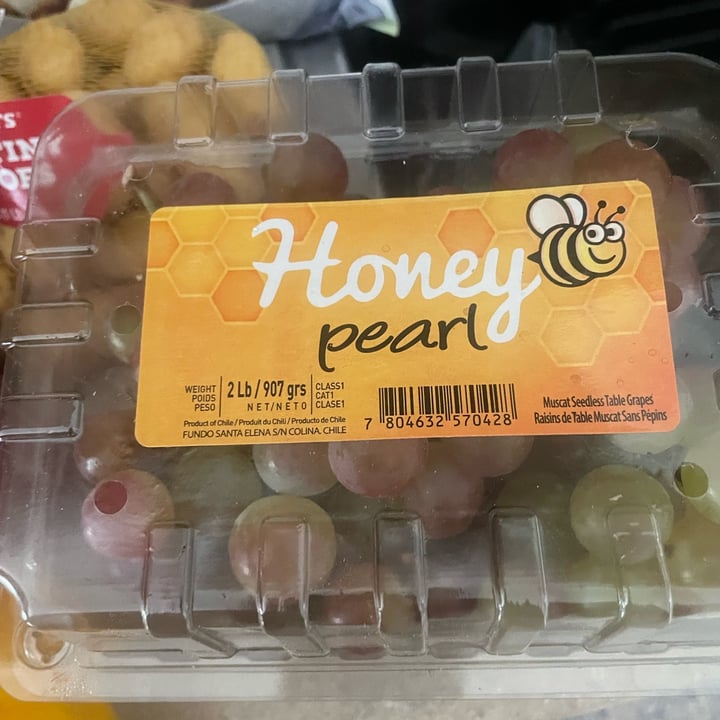 Honey
pearl
WEIGHT
POIDS
PESO
2 Lb / 907 grs
NET/NETO
CLASS1
CAT1
CLASE1
Product of Chile / Produit du Chili / Producto de Chile
FUNDO SANTA ELENA S/N COLINA. CHILE
7 804632 570428
Muscat Seedless Table Grapes
Raisins de Table Muscat Sans Pépins